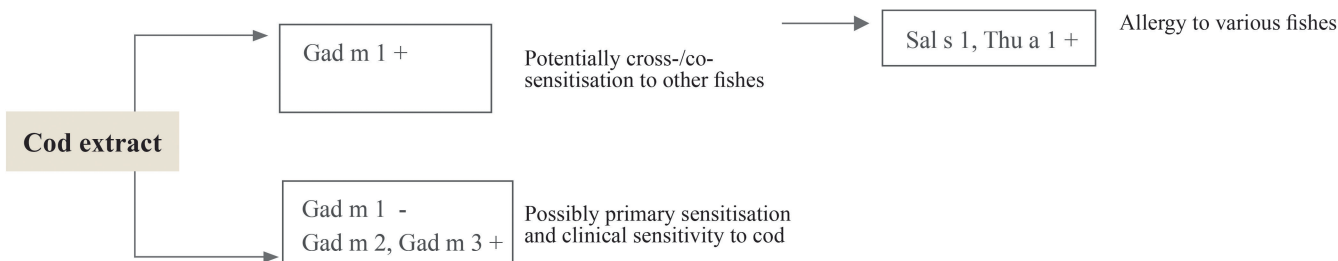 Cod extract
Gad m 1 +
Potentially cross-/co-
sensitisation to other fishes
Sal s 1, Thu a 1 +
Allergy to various fishes
Gad m 1 -
Gad m 2, Gad m 3 +
Possibly primary sensitisation
and clinical sensitivity to cod